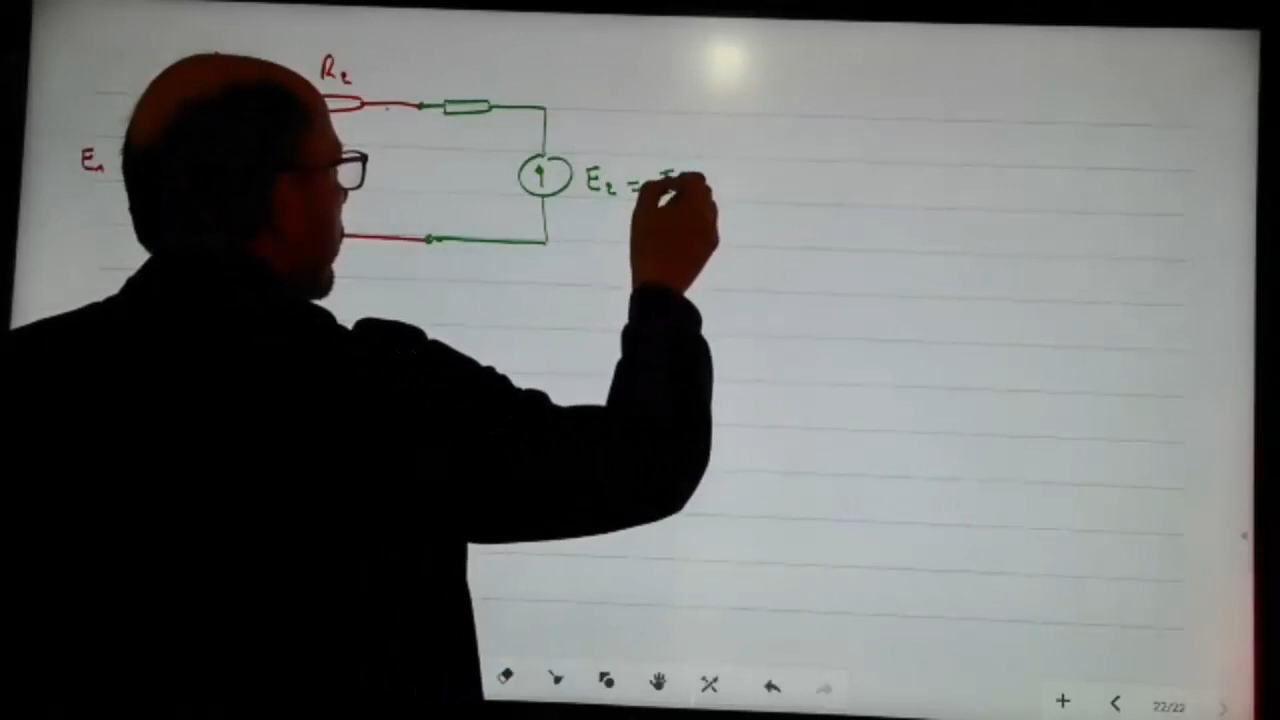 R₂
E₁
E₂ =
22/22